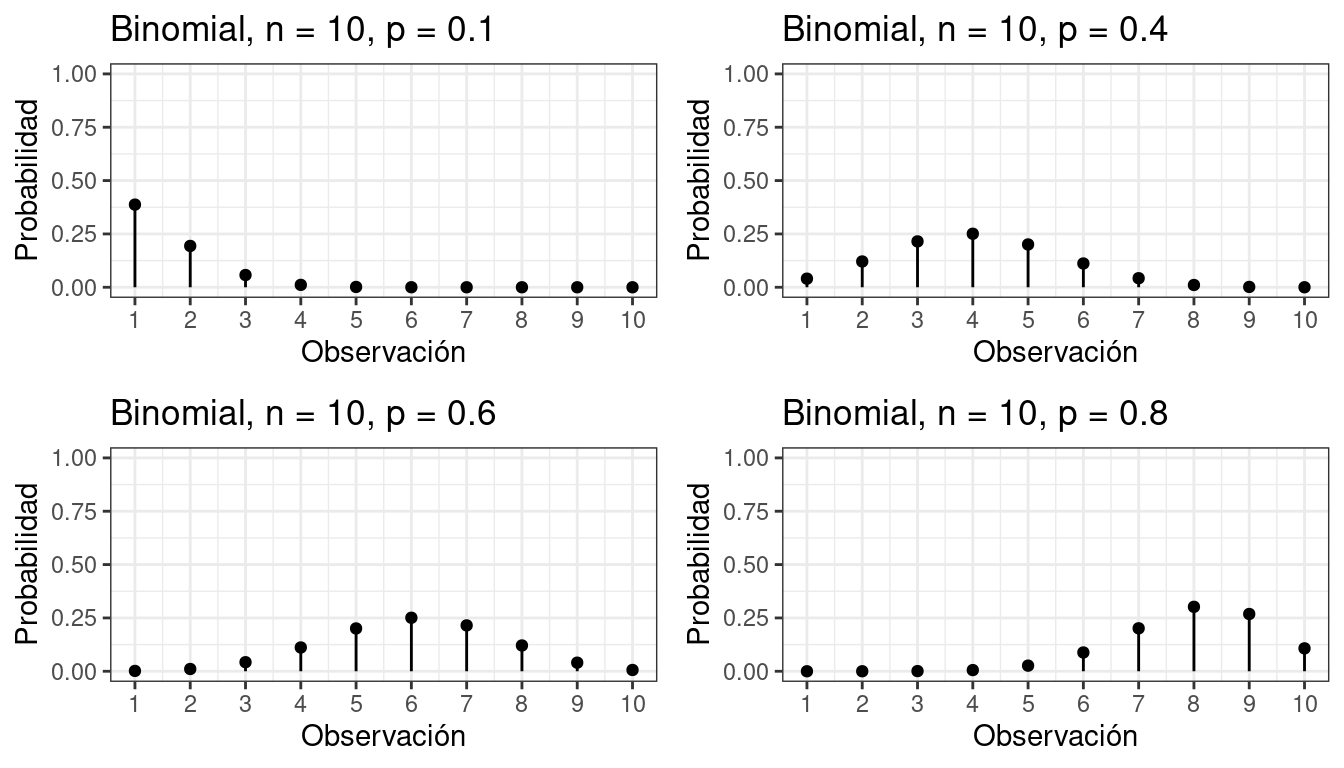 Binomial, n = 10, p = 0.1
1.00
0.75
0.50
0.25
0.00
Probabilidad
1 2 3 4 5 6 7 8 9 10
Observación
Binomial, n = 10, p = 0.4
1.00
0.75
0.50
0.25
0.00
Probabilidad
1 2 3 4 5 6 7 8 9 10
Observación
Binomial, n = 10, p = 0.6
1.00
0.75
0.50
0.25
0.00
Probabilidad
1 2 3 4 5 6 7 8 9 10
Observación
Binomial, n = 10, p = 0.8
1.00
0.75
0.50
0.25
0.00
Probabilidad
1 2 3 4 5 6 7 8 9 10
Observación